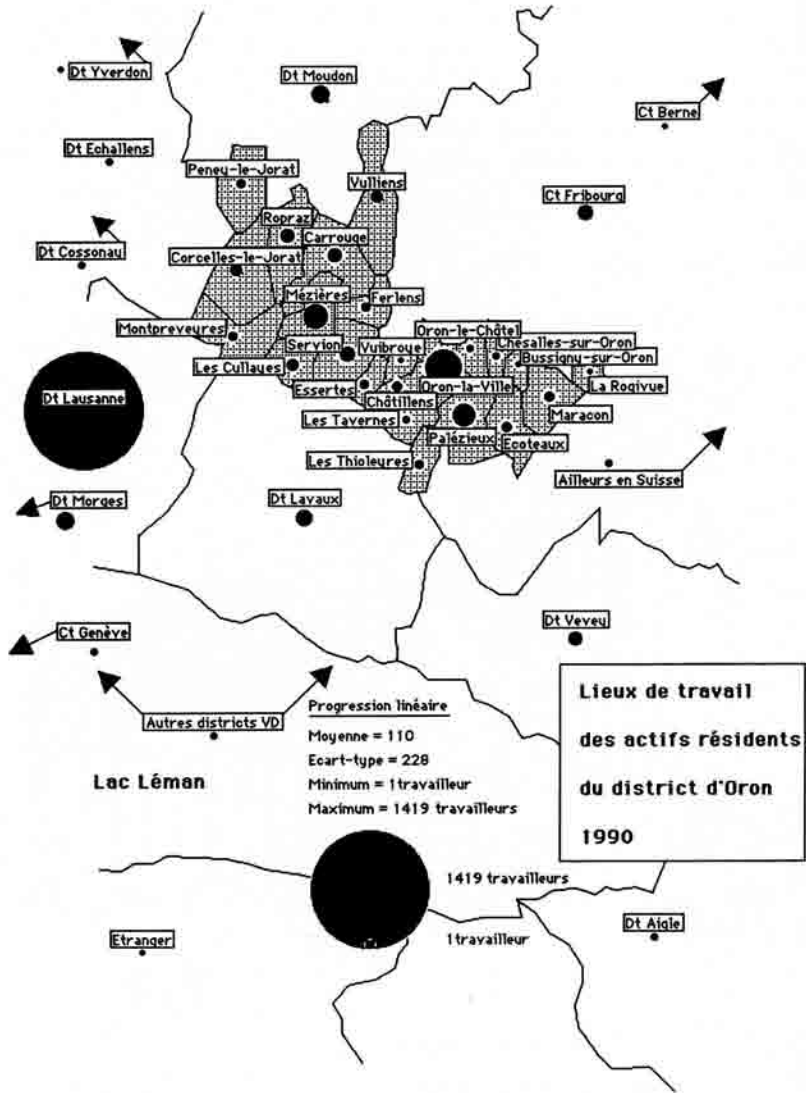 Dt Yverdon
Dt Moudon
Ct Berne
Dt Echallens
Peney-le-Jorat
Vulliens
Ct Fribourg
Ropraz
Carrouge
Dt Cossonay
Corcelles-le-Jorat
Mézières
Ferlens
Montpreveyres
Oron-le-Châtel
Chesalles-sur-Oron
Servion
Vuibroye
Bussigny-sur-Oron
Les Cullayes
Essertes
Oron-la-Ville
La Rogivue
Châtillens
Dt Lausanne
Les Tavernes
Maracon
Palézieux
Ecoteaux
Les Thioleyres
Ailleurs en Suisse
Dt Morges
Dt Lavaux
Ct Genève
Dt Vevey
Autres districts VD
Lac Léman
Progression linéaire
Moyenne = 110
Ecart-type = 228
Minimum = 1 travailleur
Maximum = 1419 travailleurs
Lieux de travail
des actifs résidents
du district d'Oron
1990
1419 travailleurs
1 travailleur
Etranger
Dt Aigle